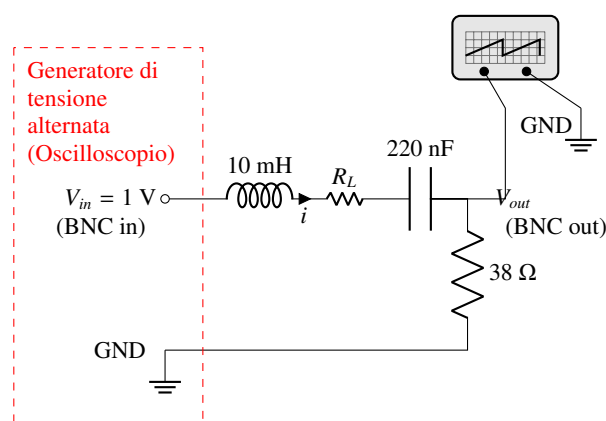 Generatore di
tensione
alternata
(Oscilloscopio)
GND
10 mH
R_L
220 nF
V_in = 1 V
i
V_out
(BNC in)
(BNC out)
38 Ω
GND